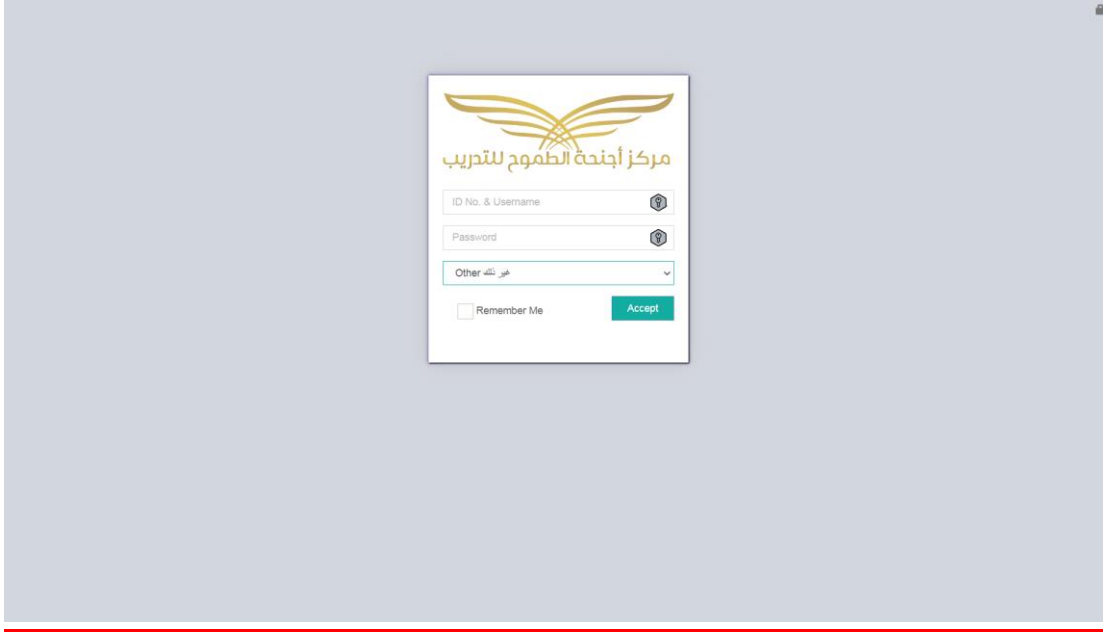 مركز أجنحة الطموح للتدريب
ID No. & Username
Password
Other غير ذلك
Remember Me
Accept